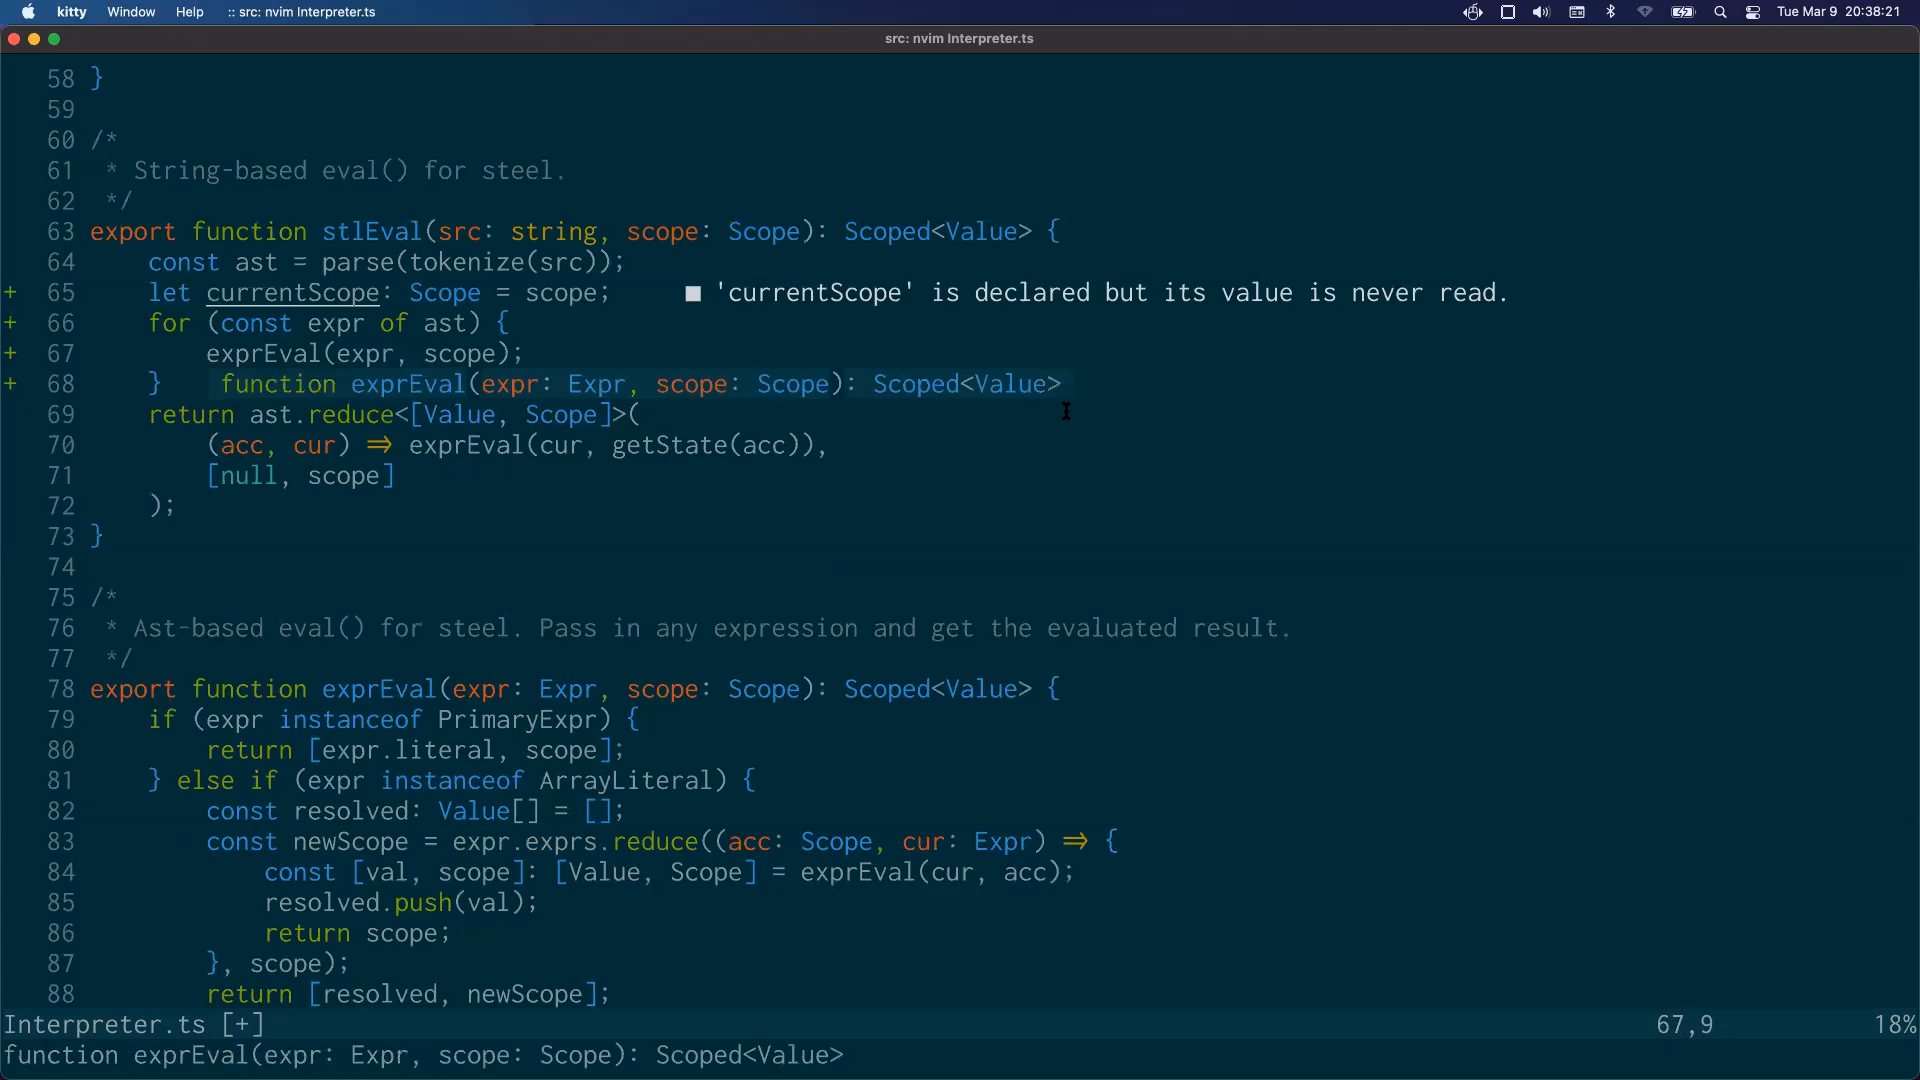 kitty Window Help :: src: nvim Interpreter.ts Tue Mar 9 20:38:21
src: nvim Interpreter.ts
58 }
59
60 /*
61  * String-based eval() for steel.
62  */
63 export function stlEval(src: string, scope: Scope): Scoped<Value> {
64     const ast = parse(tokenize(src));
+ 65     let currentScope: Scope = scope;     ■ 'currentScope' is declared but its value is never read.
+ 66     for (const expr of ast) {
+ 67         exprEval(expr, scope);
+ 68     }    function exprEval(expr: Expr, scope: Scope): Scoped<Value>
69     return ast.reduce<[Value, Scope]>(
70         (acc, cur) => exprEval(cur, getState(acc)),
71         [null, scope]
72     );
73 }
74
75 /*
76  * Ast-based eval() for steel. Pass in any expression and get the evaluated result.
77  */
78 export function exprEval(expr: Expr, scope: Scope): Scoped<Value> {
79     if (expr instanceof PrimaryExpr) {
80         return [expr.literal, scope];
81     } else if (expr instanceof ArrayLiteral) {
82         const resolved: Value[] = [];
83         const newScope = expr.exprs.reduce((acc: Scope, cur: Expr) => {
84             const [val, scope]: [Value, Scope] = exprEval(cur, acc);
85             resolved.push(val);
86             return scope;
87         }, scope);
88         return [resolved, newScope];
Interpreter.ts [+] 67,9 18%
function exprEval(expr: Expr, scope: Scope): Scoped<Value>